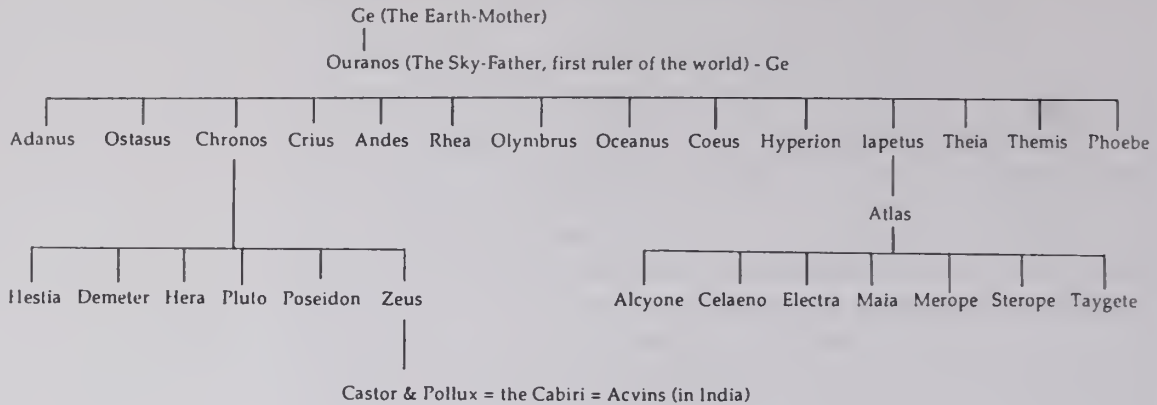 Ge (The Earth-Mother)
Ouranos (The Sky-Father, first ruler of the world) - Ge
Adanus Ostasus Chronos Crius Andes Rhea Olymbrus Oceanus Coeus Hyperion Iapetus Theia Themis Phoebe
Atlas
Hestia Demeter Hera Pluto Poseidon Zeus Alcyone Celaeno Electra Maia Merope Sterope Taygete
Castor & Pollux = the Cabiri = Acvins (in India)